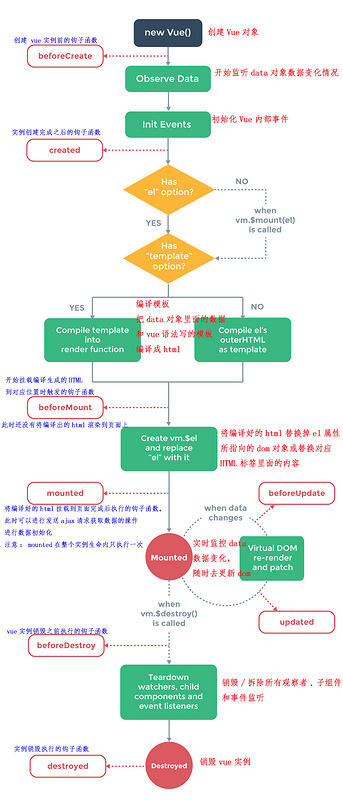 new Vue()
创建 Vue 对象
创建 vue 实例前的钩子函数
beforeCreate
Observe Data
开始监听 data 对象数据变化情况
Init Events
初始化Vue 内部事件
实例创建完成之后的钩子函数
created
Has
"el" option?
NO
YES
when
vm.$mount(el)
is called
Has
"template"
option?
YES
NO
编译模板
把 data 对象里面的数据
和 vue 语法写的模板
编译成 html
Compile template
into
render function
Compile el's
outerHTML
as template
开始挂载编译生成的 HTML
到对应位置时触发的钩子函数
beforeMount
此时还没有将编译出的 html 渲染到页面上
Create vm.$el
and replace
"el" with it
将编译好的 html 替换掉 el 属性
所指向的 dom 对象或替换对应
HTML 标签里面的内容
mounted
将编译好的 html 挂载到页面完成后执行的钩子函数，
此时可以进行发送 ajax 请求获取数据的操作
进行数据初始化
注意： mounted 在整个实例生命内只执行一次
beforeUpdate
when data
changes
Mounted
实时监控 data
数据变化，
随时去更新 dom
Virtual DOM
re-render
and patch
updated
when
vm.$destroy()
is called
vue 实例销毁之前执行的钩子函数
beforeDestroy
Teardown
watchers, child
components and
event listeners
销毁 / 拆除所有观察者，子组件
和事件监听
实例销毁执行的钩子函数
destroyed
Destroyed
销毁 vue 实例